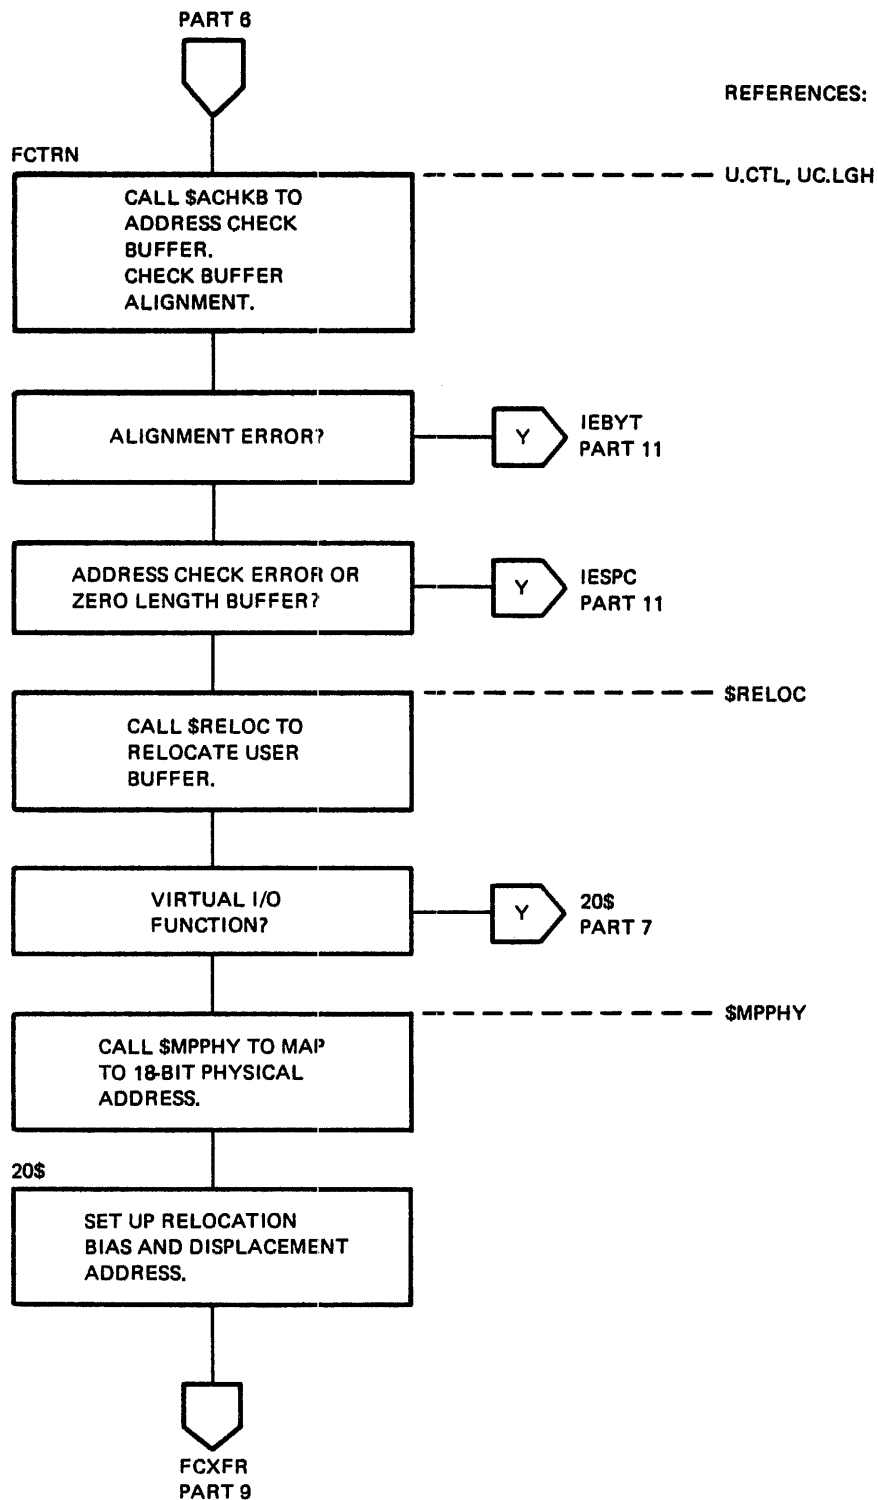 PART 6
REFERENCES:
FCTRN
U.CTL, UC.LGH
CALL $ACHKB TO
ADDRESS CHECK
BUFFER.
CHECK BUFFER
ALIGNMENT.
ALIGNMENT ERROR?
Y
IEBYT
PART 11
ADDRESS CHECK ERROR OR
ZERO LENGTH BUFFER?
Y
IESPC
PART 11
$RELOC
CALL $RELOC TO
RELOCATE USER
BUFFER.
VIRTUAL I/O
FUNCTION?
Y
20$
PART 7
$MPPHY
CALL $MPPHY TO MAP
TO 18-BIT PHYSICAL
ADDRESS.
20$
SET UP RELOCATION
BIAS AND DISPLACEMENT
ADDRESS.
FCXFR
PART 9